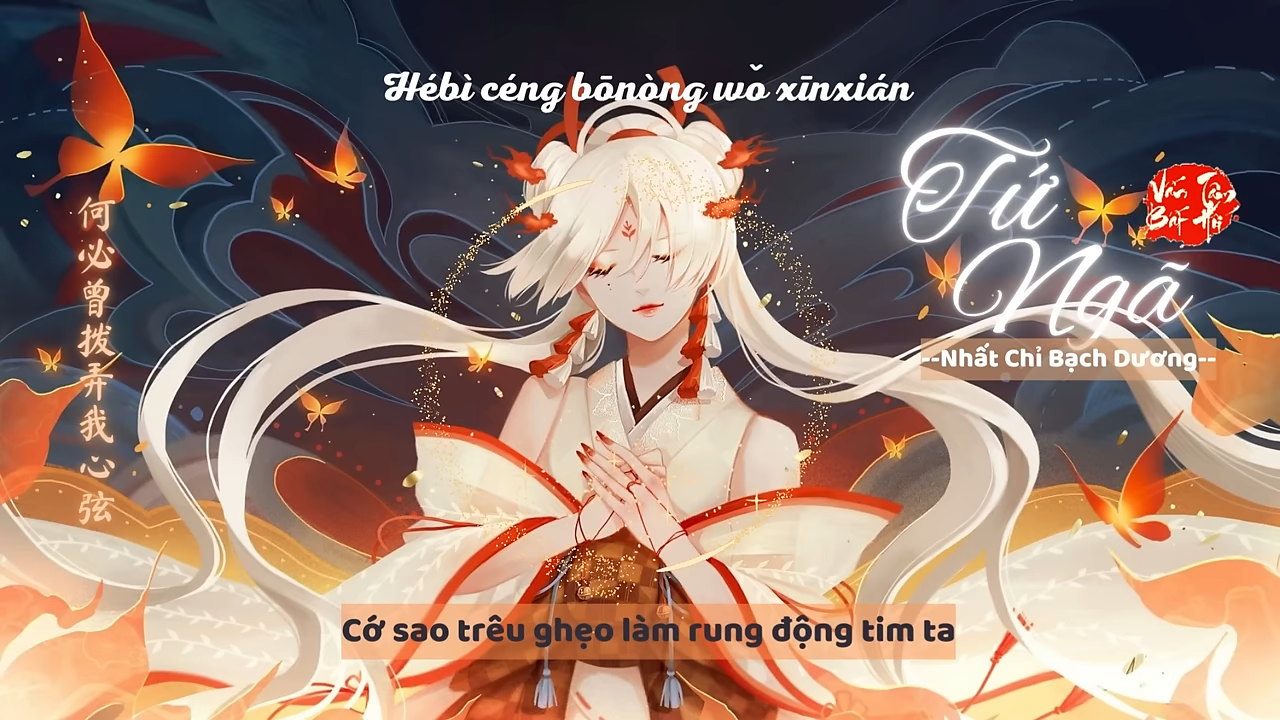 Hébì céng bōnòng wǒ xīnxián
何必曾拨弄我心弦
Tứ
Ngã
--Nhất Chỉ Bạch Dương--
Cớ sao trêu ghẹo làm rung động tim ta